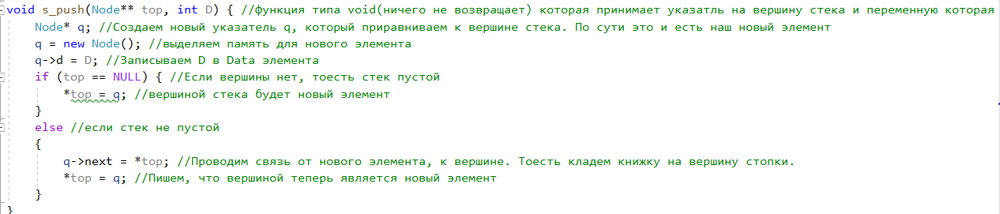 void s_push(Node** top, int D) { //функция типа void(ничего не возвращает) которая принимает указатль на вершину стека и переменную которая
Node* q; //Создаем новый указатель q, который приравниваем к вершине стека. По сути это и есть наш новый элемент
q = new Node(); //выделяем память для нового элемента
q->d = D; //Записываем D в Data элемента
if (top == NULL) { //Если вершины нет, тоесть стек пустой
*top = q; //вершиной стека будет новый элемент
}
else //если стек не пустой
{
q->next = *top; //Проводим связь от нового элемента, к вершине. Тоесть кладем книжку на вершину стопки.
*top = q; //Пишем, что вершиной теперь является новый элемент
}
}